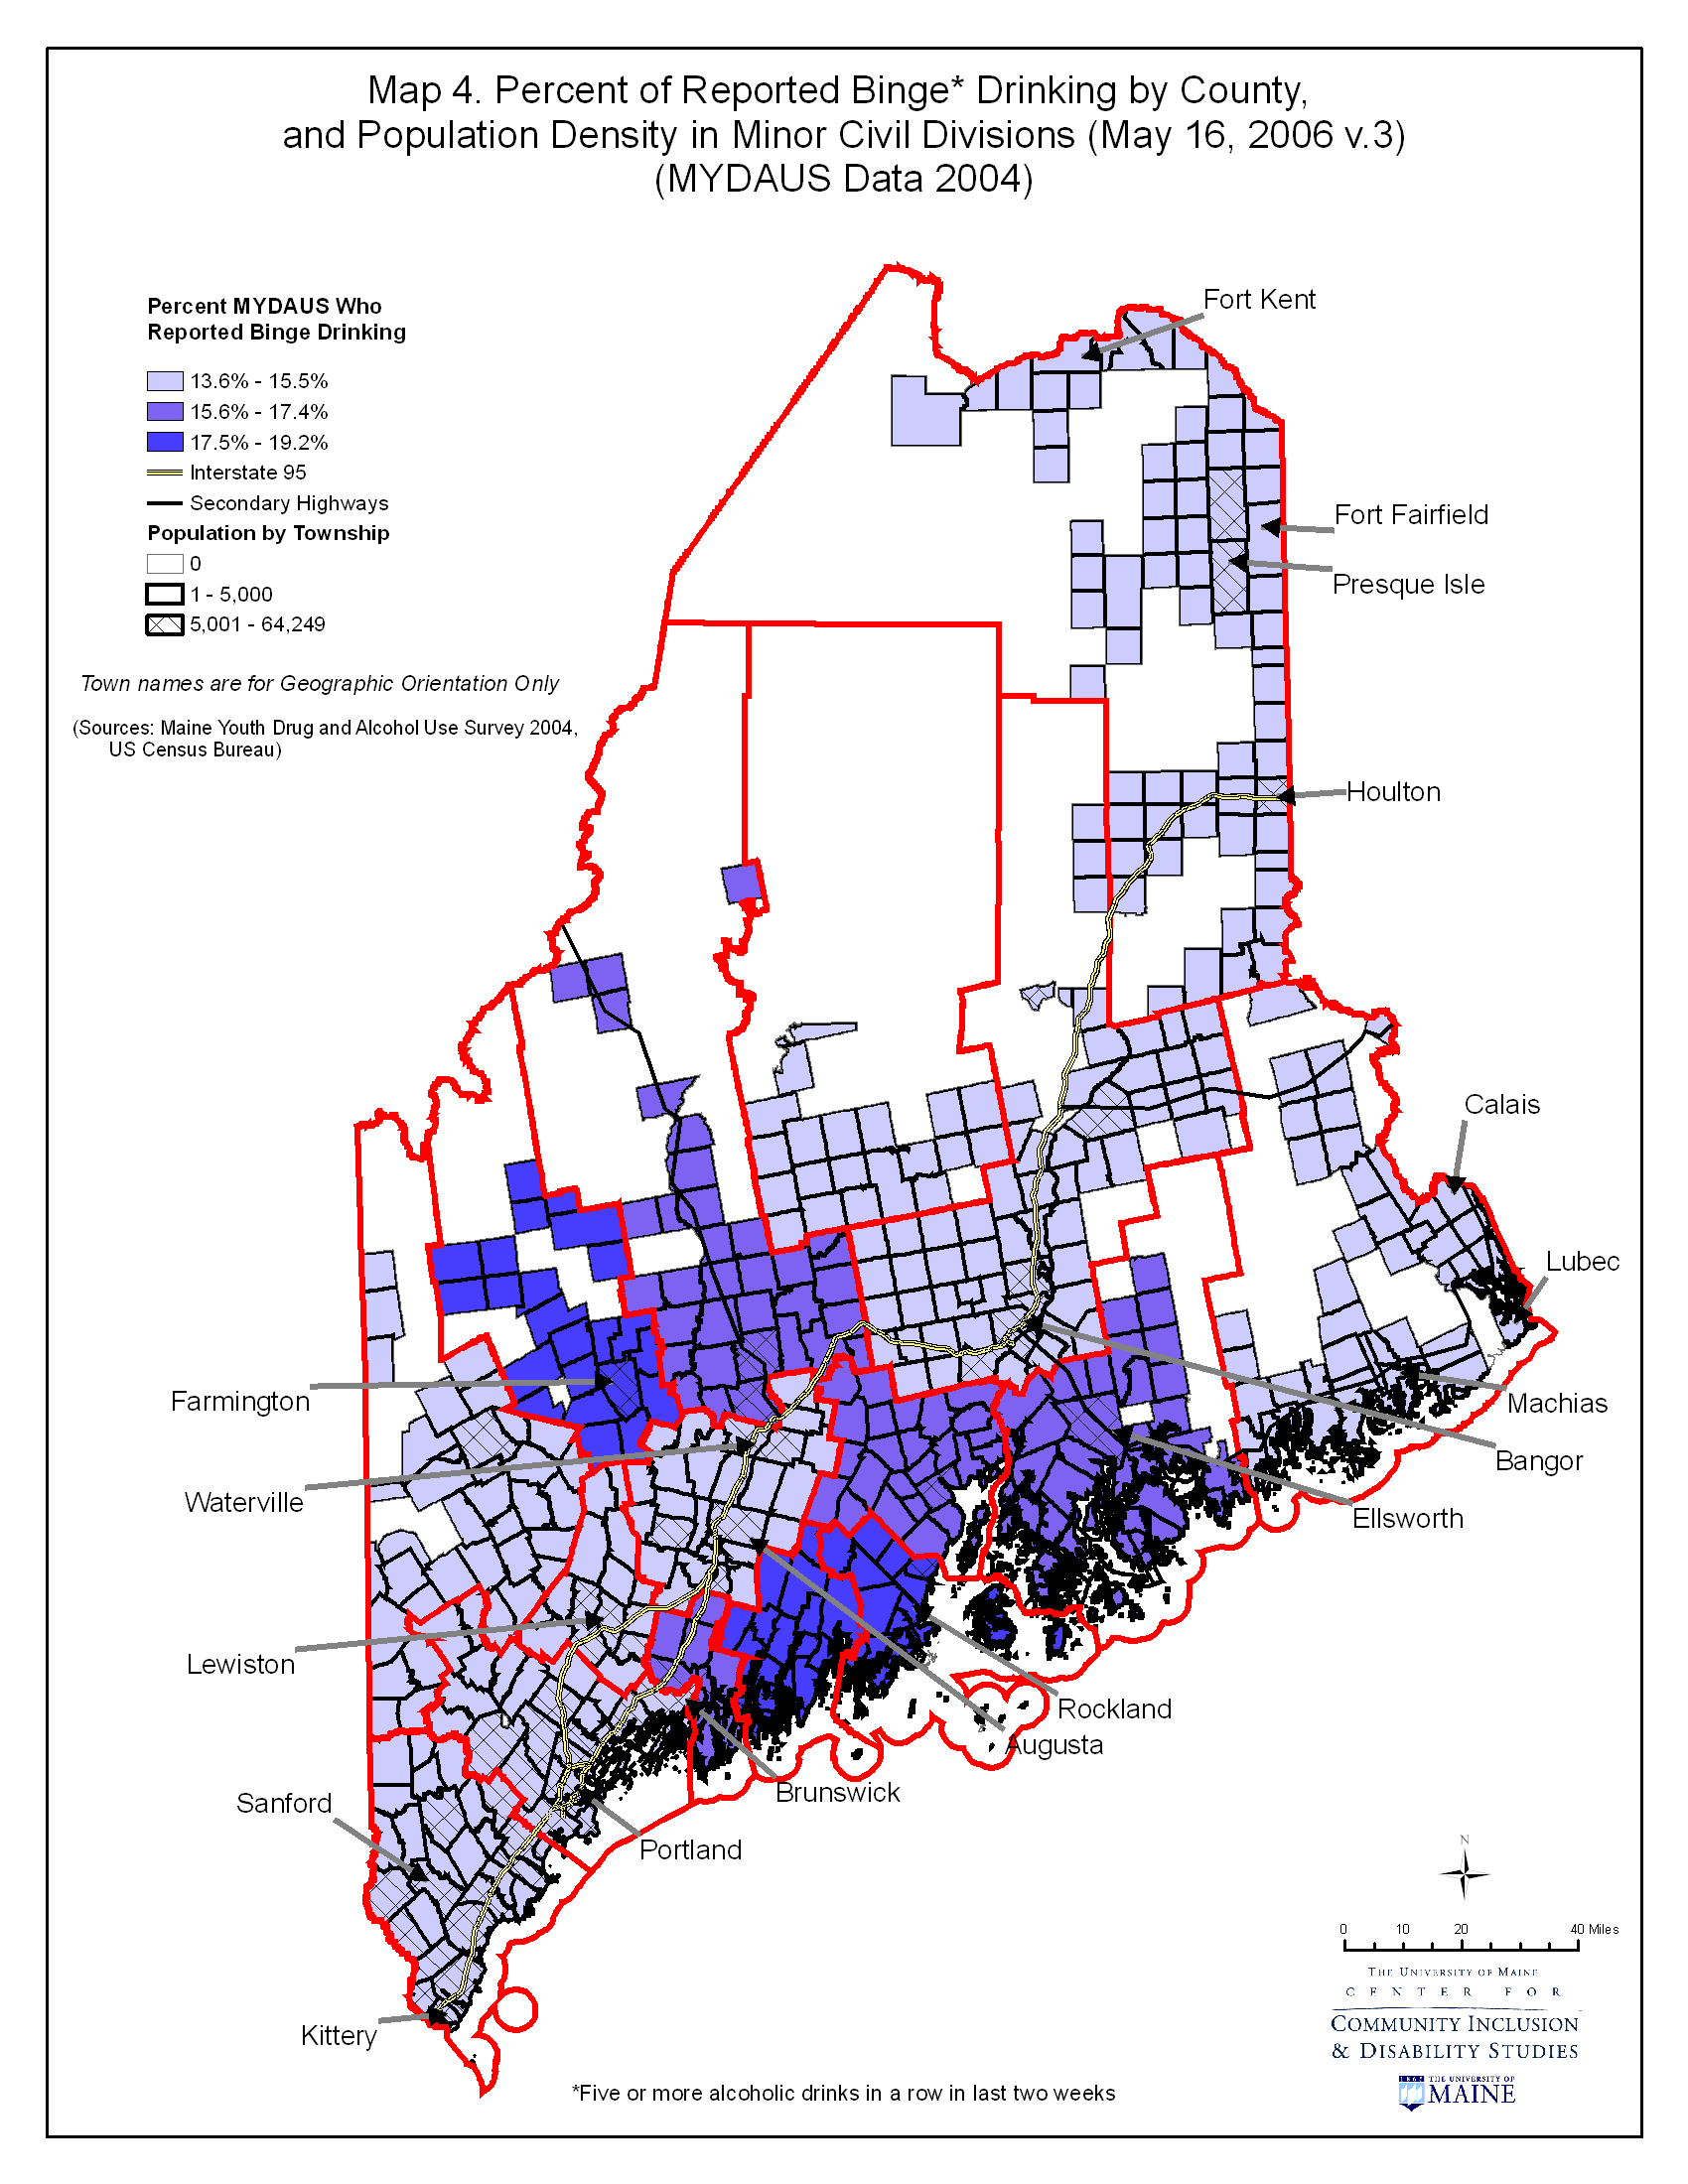 Map 4. Percent of Reported Binge* Drinking by County,
and Population Density in Minor Civil Divisions (May 16, 2006 v.3)
(MYDAUS Data 2004)
Percent MYDAUS Who
Reported Binge Drinking
13.6% - 15.5%
15.6% - 17.4%
17.5% - 19.2%
Interstate 95
Secondary Highways
Population by Township
0
1 - 5,000
5,001 - 64,249
Town names are for Geographic Orientation Only
(Sources: Maine Youth Drug and Alcohol Use Survey 2004,
US Census Bureau)
Fort Kent
Fort Fairfield
Presque Isle
Houlton
Calais
Lubec
Farmington
Machias
Bangor
Waterville
Ellsworth
Lewiston
Rockland
Augusta
Brunswick
Sanford
Portland
Kittery
N
0 10 20 40 Miles
THE UNIVERSITY OF MAINE
CENTER FOR
COMMUNITY INCLUSION
& DISABILITY STUDIES
1865 THE UNIVERSITY OF
MAINE
*Five or more alcoholic drinks in a row in last two weeks